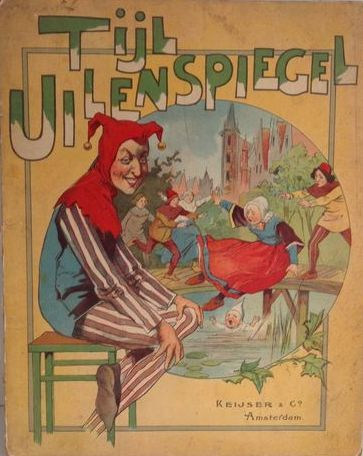 TIJL
UILENSPIEGEL
KEIJSER & Cº
Amsterdam.